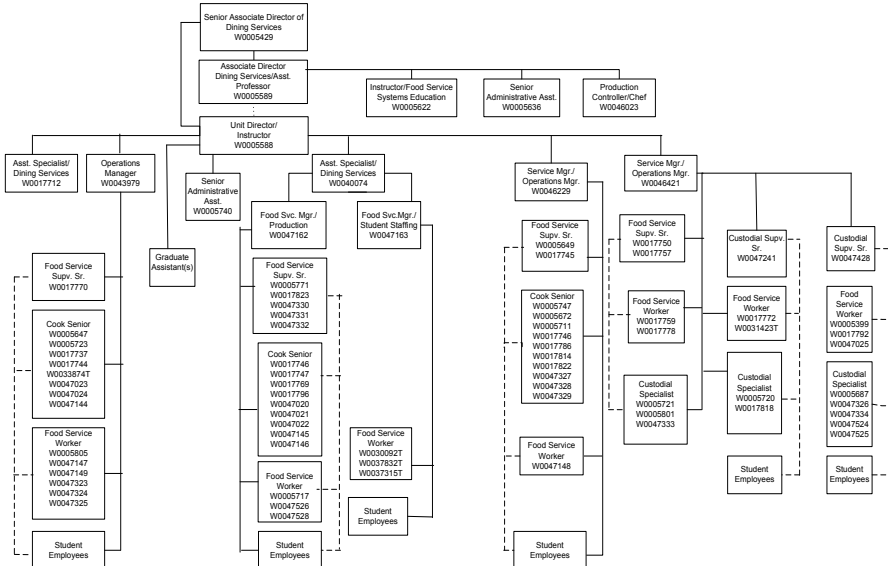 Senior Associate Director of
Dining Services
W0005429
Associate Director
Dining Services/Asst.
Professor
W0005589
Instructor/Food Service
Systems Education
W0005622
Senior
Administrative Asst.
W0005636
Production
Controller/Chef
W0046023
Unit Director/
Instructor
W0005588
Asst. Specialist/
Dining Services
W0017712
Operations
Manager
W0043979
Senior
Administrative
Asst.
W0005740
Graduate
Assistant(s)
Asst. Specialist/
Dining Services
W0040074
Service Mgr./
Operations Mgr.
W0046229
Service Mgr./
Operations Mgr.
W0046421
Food Svc. Mgr./
Production
W0047162
Food Svc.Mgr./
Student Staffing
W0047163
Food Service
Supv. Sr.
W0017770
Cook Senior
W0005647
W0005723
W0017737
W0017744
W0033874T
W0047023
W0047024
W0047144
Food Service
Worker
W0005805
W0047147
W0047149
W0047323
W0047324
W0047325
Student
Employees
Food Service
Supv. Sr.
W0005771
W0017823
W0047330
W0047331
W0047332
Cook Senior
W0017746
W0017747
W0017769
W0017796
W0047020
W0047021
W0047022
W0047145
W0047146
Food Service
Worker
W0005717
W0047526
W0047528
Student
Employees
Food Service
Worker
W0030092T
W0037832T
W0037315T
Student
Employees
Food Service
Supv. Sr.
W0005649
W0017745
Cook Senior
W0005747
W0005672
W0005711
W0017746
W0017786
W0017814
W0017822
W0047327
W0047328
W0047329
Food Service
Worker
W0047148
Student
Employees
Food Service
Supv. Sr.
W0017750
W0017757
Food Service
Worker
W0017759
W0017778
Custodial
Specialist
W0005721
W0005801
W0047333
Custodial Supv.
Sr.
W0047241
Food Service
Worker
W0017772
W0031423T
Custodial
Specialist
W0005720
W0017818
Student
Employees
Custodial
Supv. Sr.
W0047428
Food
Service
Worker
W0005399
W0017792
W0047025
Custodial
Specialist
W0005687
W0047326
W0047334
W0047524
W0047525
Student
Employees